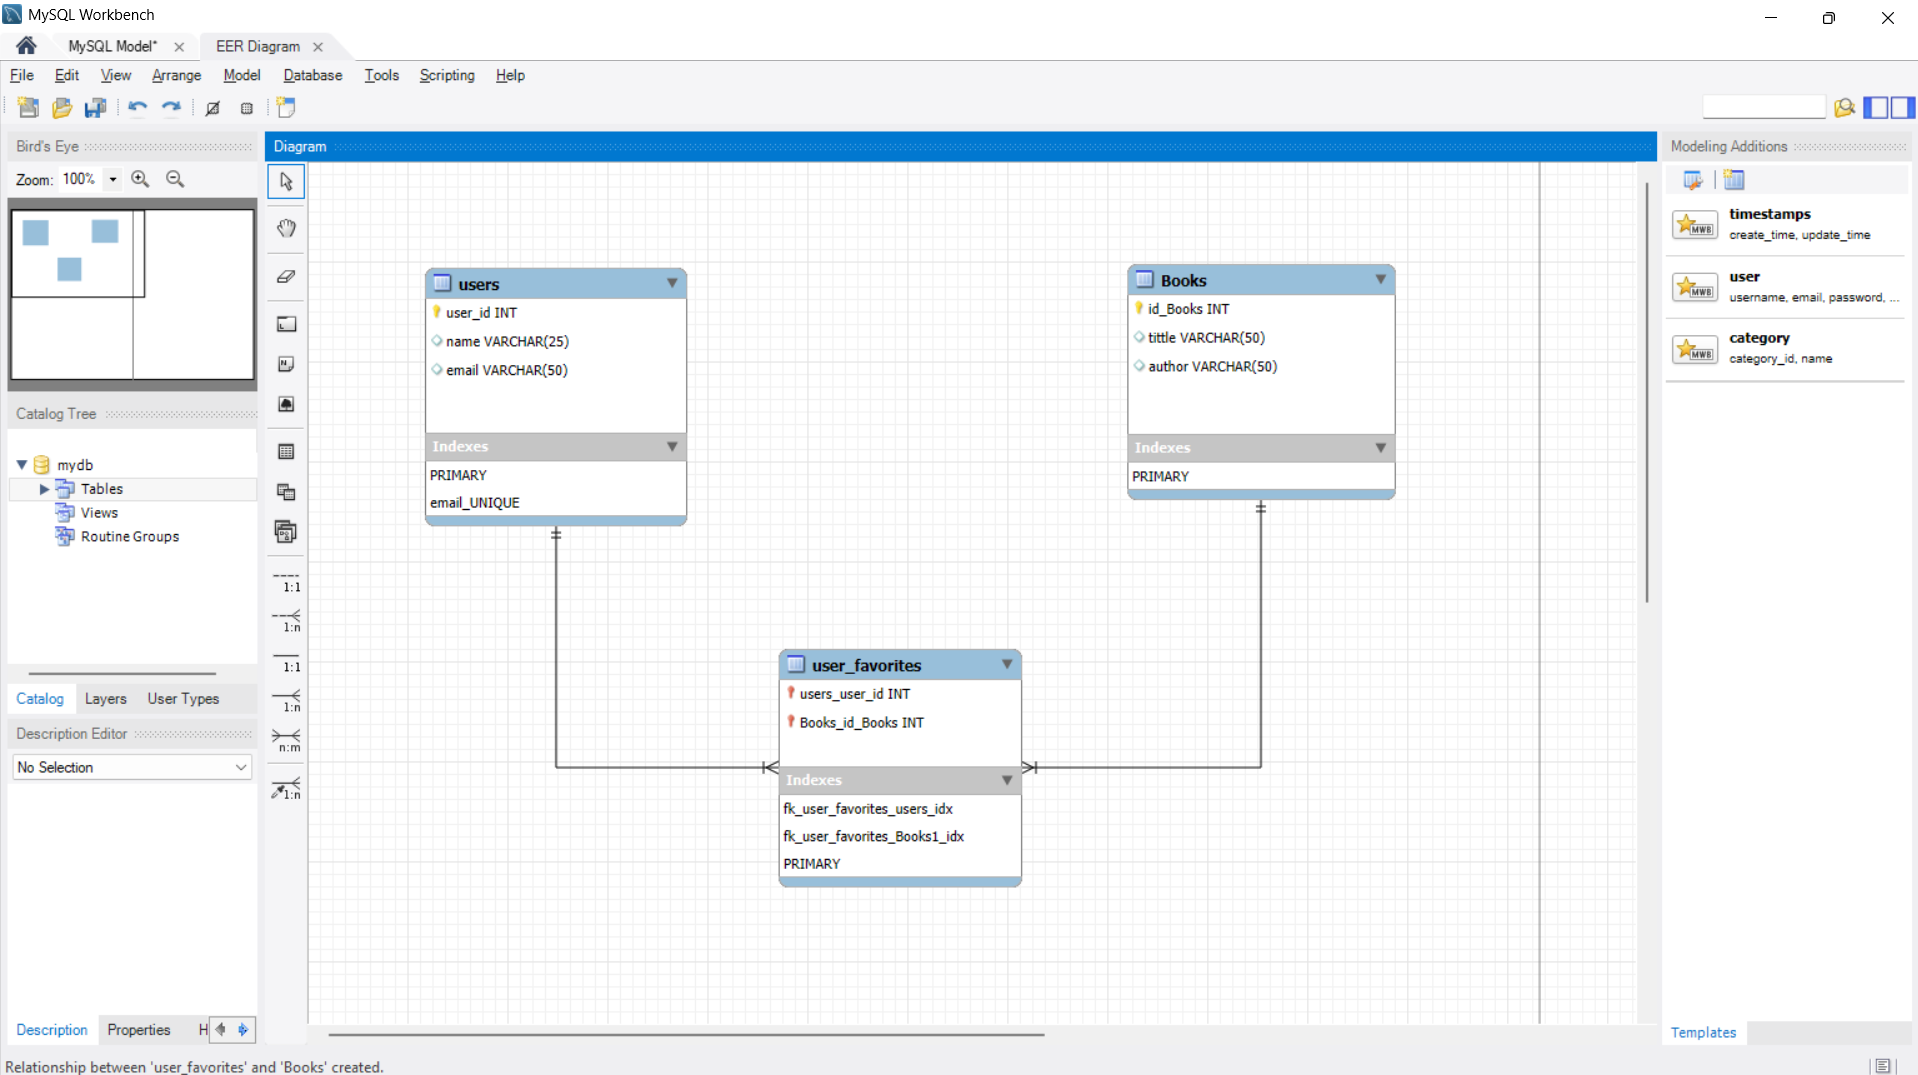 MySQL Workbench
MySQL Model*
EER Diagram
File Edit View Arrange Model Database Tools Scripting Help
Bird's Eye
Zoom: 100%
Catalog Tree
mydb
Tables
Views
Routine Groups
Catalog Layers User Types
Description Editor
No Selection
Description Properties H
Diagram
1:1
1:n
1:1
1:n
n:m
1:n
users
user_id INT
name VARCHAR(25)
email VARCHAR(50)
Indexes
PRIMARY
email_UNIQUE
Books
id_Books INT
tittle VARCHAR(50)
author VARCHAR(50)
Indexes
PRIMARY
user_favorites
users_user_id INT
Books_id_Books INT
Indexes
fk_user_favorites_users_idx
fk_user_favorites_Books1_idx
PRIMARY
Modeling Additions
MWB
timestamps
create_time, update_time
MWB
user
username, email, password, ...
MWB
category
category_id, name
Templates
Relationship between 'user_favorites' and 'Books' created.